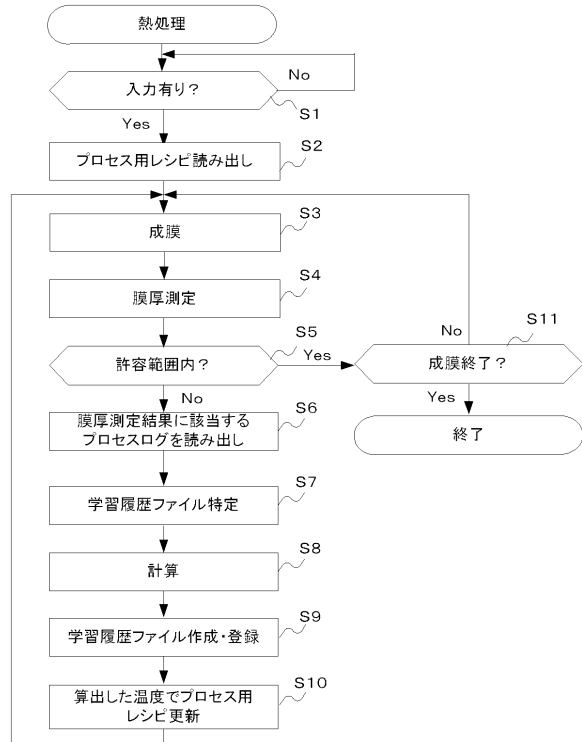 熱処理
No
入力有り?
S1
Yes
S2
プロセス用レシピ読み出し
S3
成膜
S4
膜厚測定
S5
許容範囲内?
Yes
No
S11
成膜終了?
Yes
終了
No
S6
膜厚測定結果に該当する
プロセスログを読み出し
S7
学習履歴ファイル特定
S8
計算
S9
学習履歴ファイル作成・登録
S10
算出した温度でプロセス用
レシピ更新